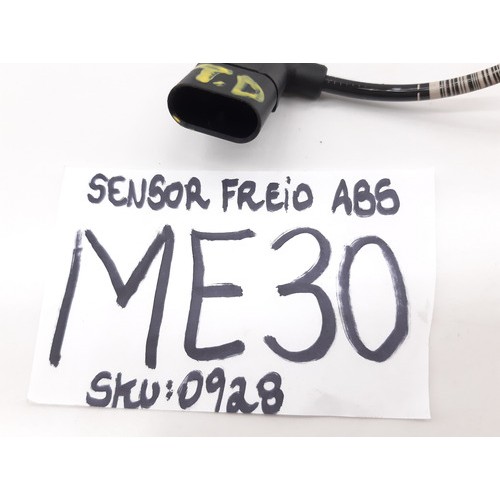 T.D
SENSOR FREIO ABS
ME30
SKU:0928